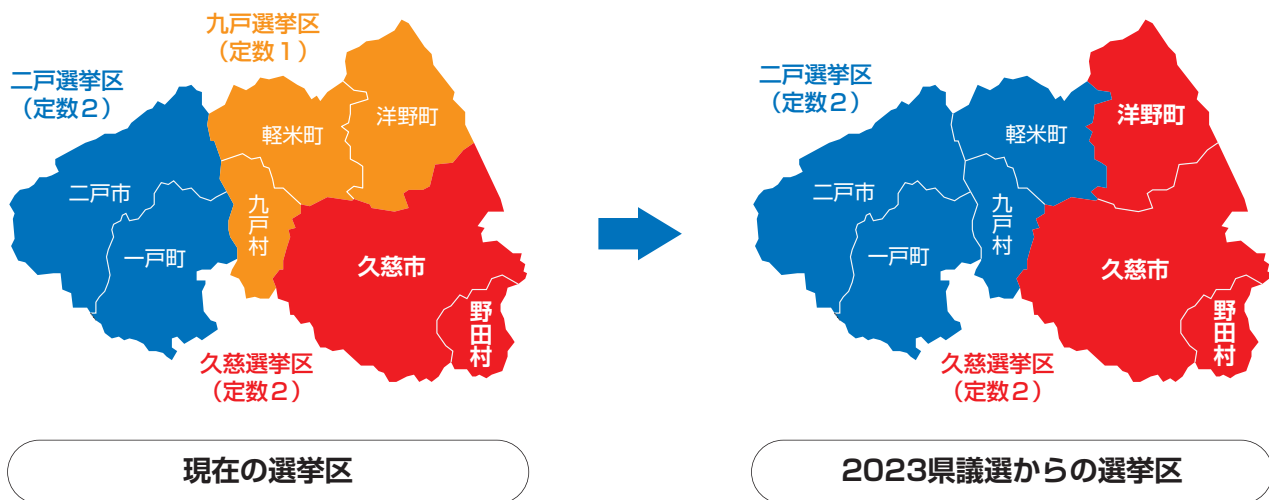 九戸選挙区
（定数１）
二戸選挙区
（定数２）
洋野町
軽米町
二戸市
九戸村
一戸町
久慈市
野田村
久慈選挙区
（定数２）
現在の選挙区
二戸選挙区
（定数２）
洋野町
軽米町
二戸市
九戸村
一戸町
久慈市
野田村
久慈選挙区
（定数２）
2023県議選からの選挙区